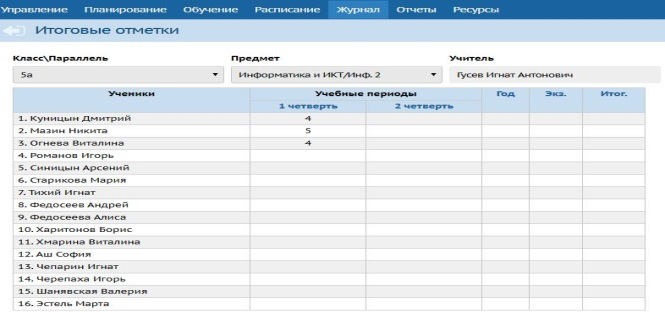 Управление Планирование Обучение Расписание Журнал Отчеты Ресурсы
Итоговые отметки
Класс\Параллель Предмет Учитель
5а Информатика и ИКТ/Инф. 2 Гусев Игнат Антонович
Ученики Учебные периоды Год Экз. Итог.
1 четверть 2 четверть
1. Куницын Дмитрий 4
2. Мазин Никита 5
3. Огнева Виталина 4
4. Романов Игорь
5. Синицын Арсений
6. Старикова Мария
7. Тихий Игнат
8. Федосеев Андрей
9. Федосеева Алиса
10. Харитонов Борис
11. Хмарина Виталина
12. Аш София
13. Чепарин Игнат
14. Черепаха Игорь
15. Шанявская Валерия
16. Эстель Марта